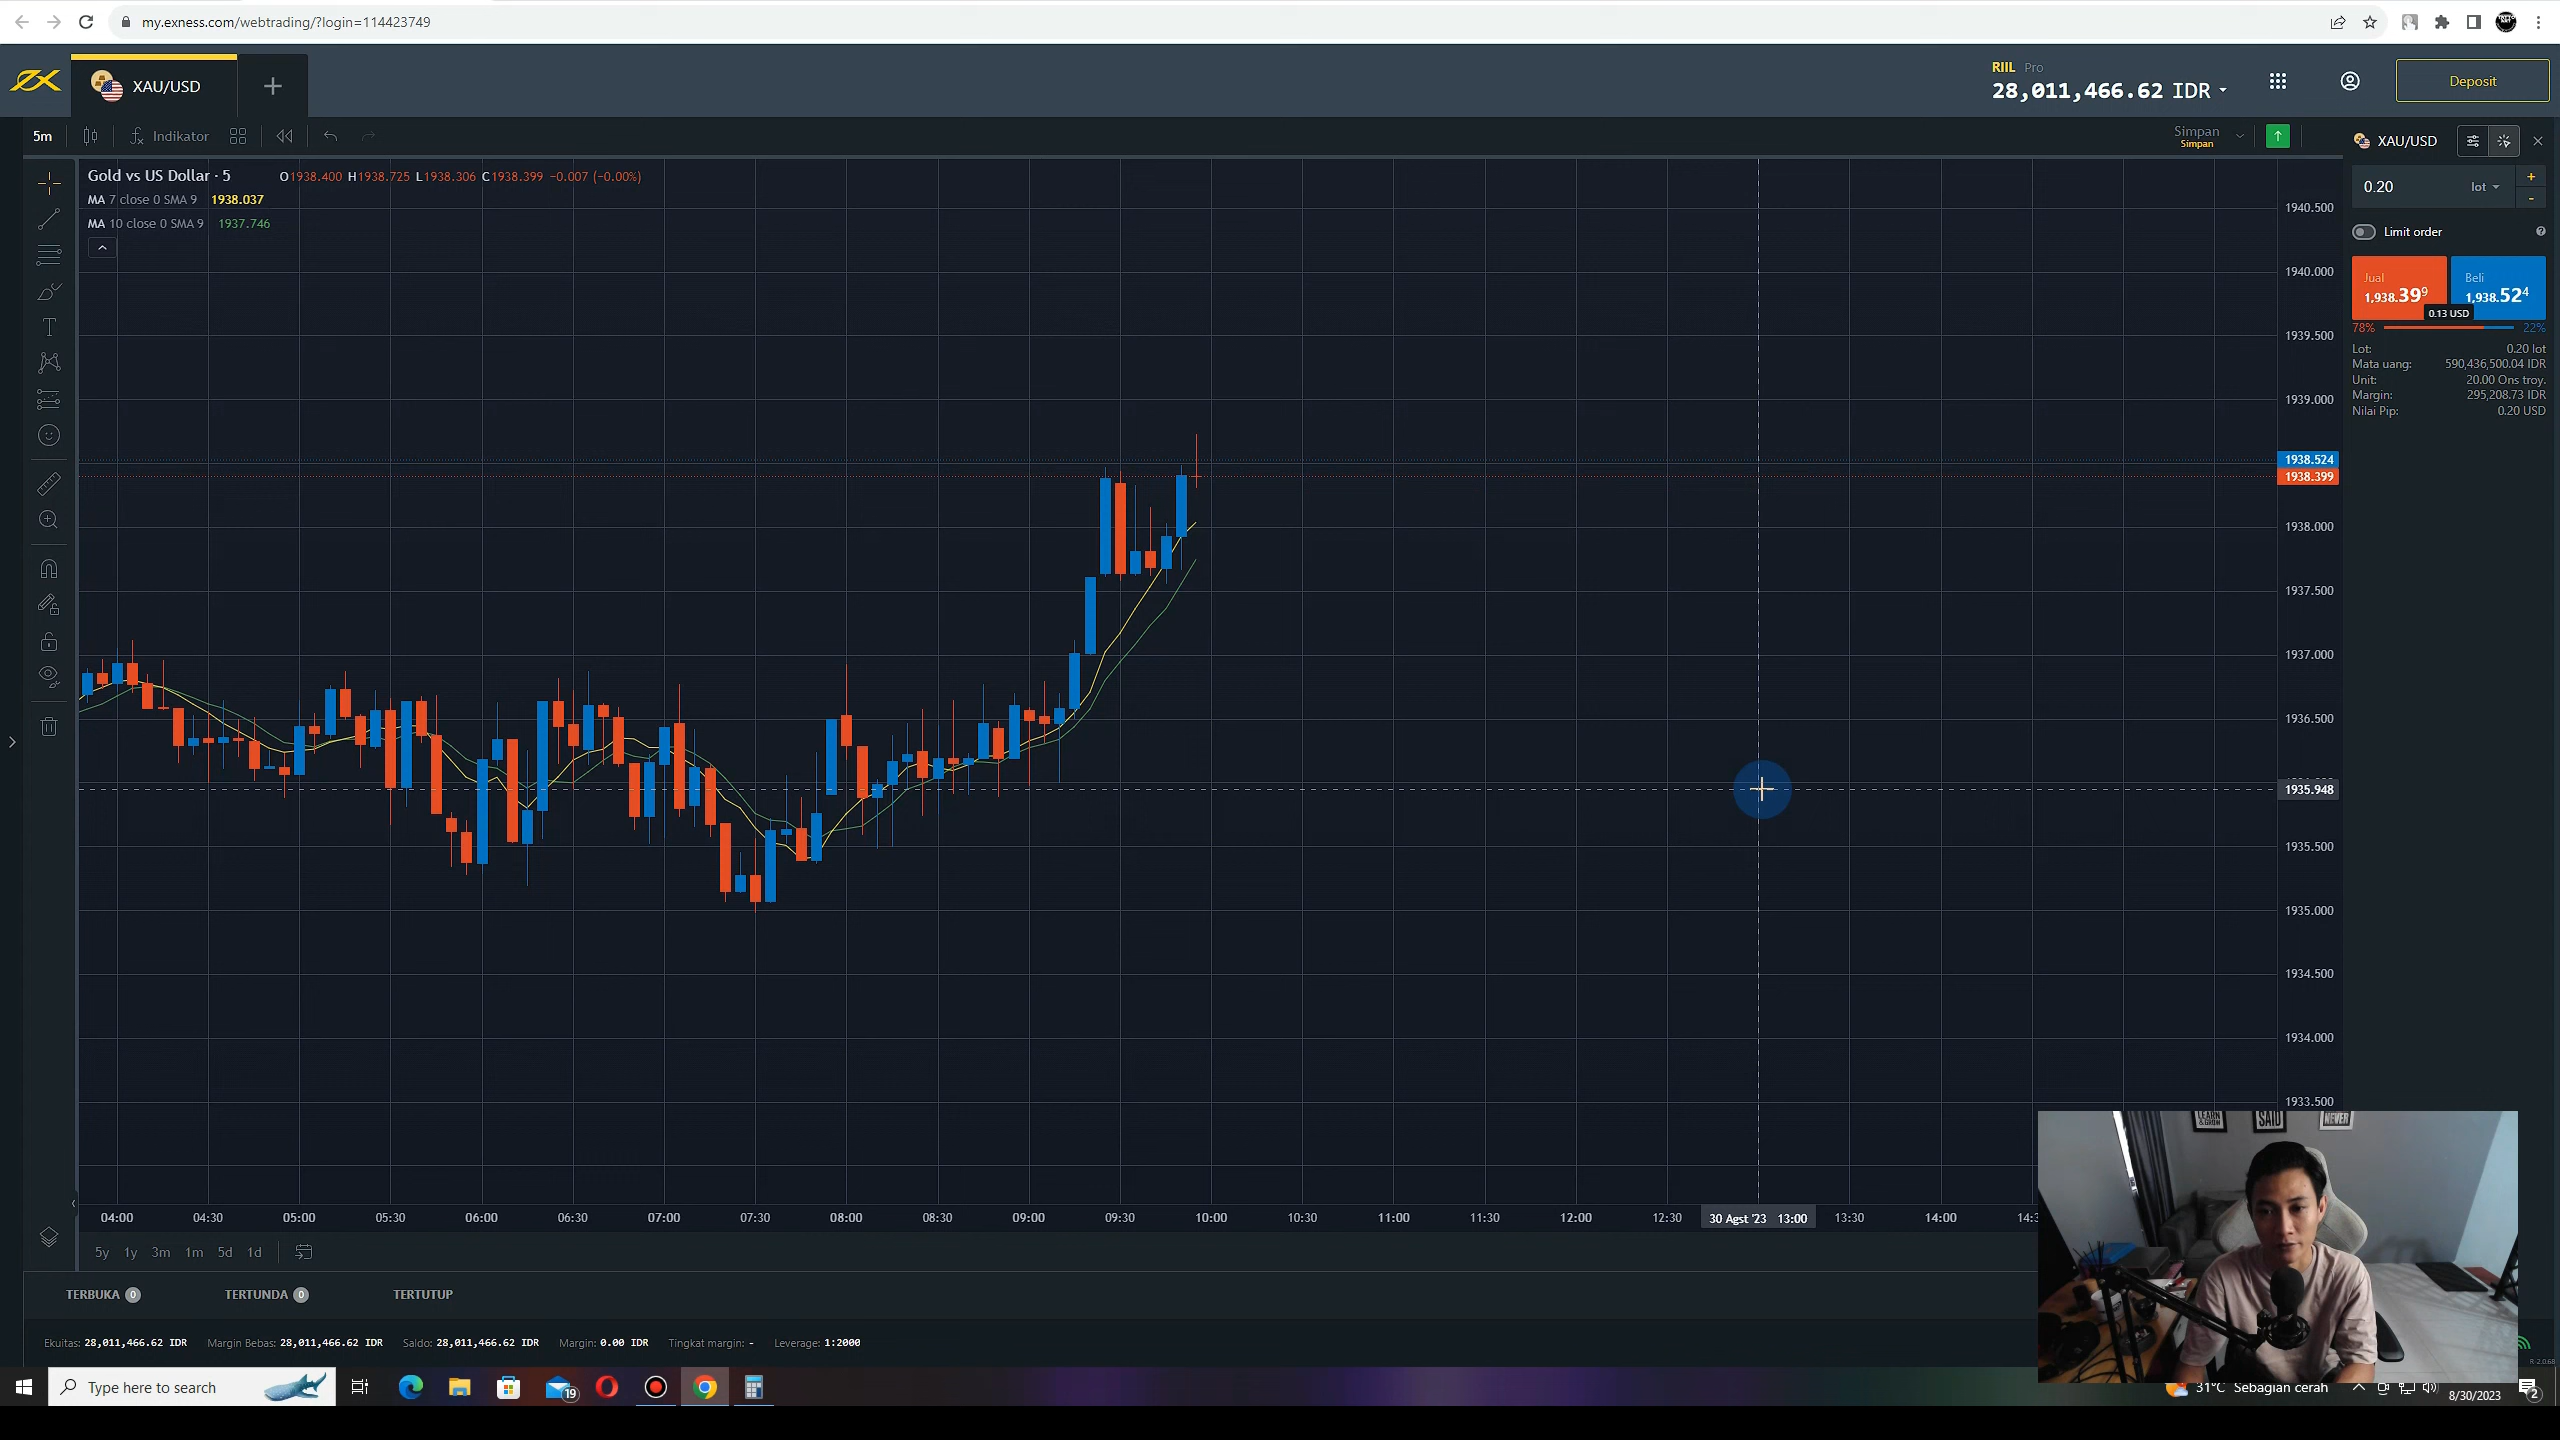 my.exness.com/webtrading/?login=114423749
XAU/USD
RIIL Pro
28,011,466.62 IDR
Deposit
5m
Indikator
Simpan
Simpan
XAU/USD
Gold vs US Dollar · 5 O1938.400 H1938.725 L1938.306 C1938.399 −0.007 (−0.00%)
MA 7 close 0 SMA 9 1938.037
MA 10 close 0 SMA 9 1937.746
0.20 lot
Limit order
Jual
1,938.399
Beli
1,938.524
0.13 USD
78% 22%
Lot: 0.20 lot
Mata uang: 590,436,500.04 IDR
Unit: 20.00 Ons troy.
Margin: 295,208.73 IDR
Nilai Pip: 0.20 USD
1940.500
1940.000
1939.500
1939.000
1938.524
1938.399
1938.000
1937.500
1937.000
1936.500
1935.948
1935.500
1935.000
1934.500
1934.000
1933.500
04:00 04:30 05:00 05:30 06:00 06:30 07:00 07:30 08:00 08:30 09:00 09:30 10:00 10:30 11:00 11:30 12:00 12:30 30 Agst '23 13:00 13:30 14:00
5y 1y 3m 1m 5d 1d
TERBUKA 0 TERTUNDA 0 TERTUTUP
Ekuitas: 28,011,466.62 IDR Margin Bebas: 28,011,466.62 IDR Saldo: 28,011,466.62 IDR Margin: 0.00 IDR Tingkat margin: - Leverage: 1:2000
LEARN
& GROW
SAID
NEVER
Type here to search
19
31°C Sebagian cerah
8/30/2023
2